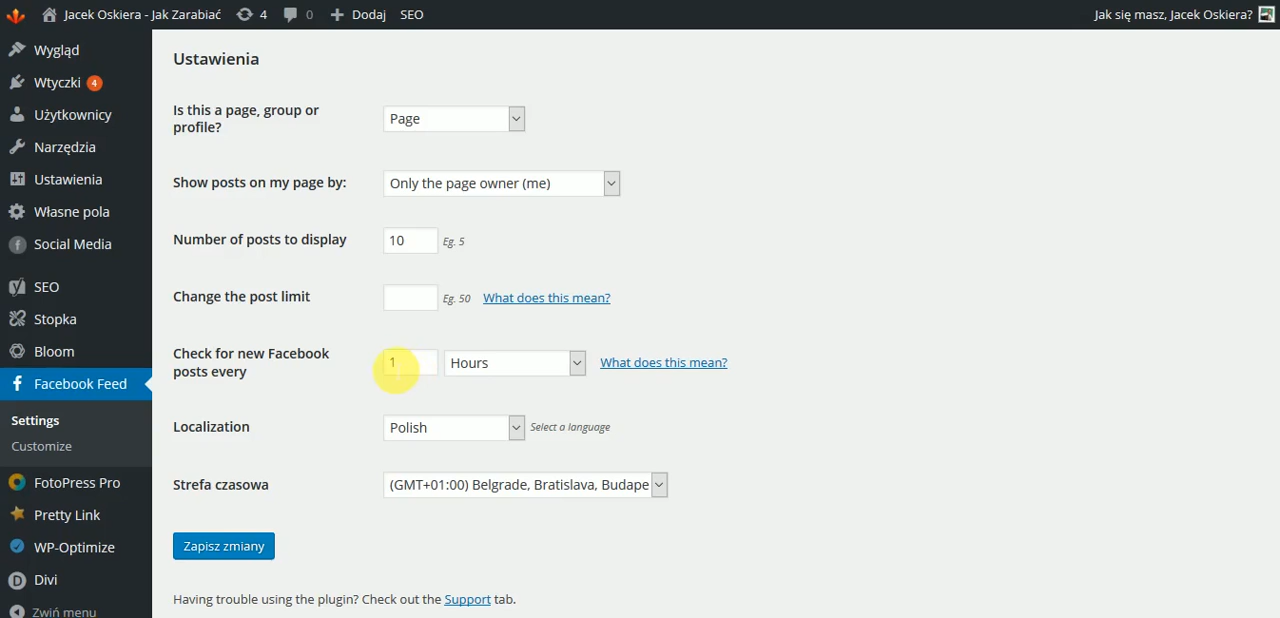 Jacek Oskiera - Jak Zarabiać 4 0 Dodaj SEO Jak się masz, Jacek Oskiera?
Wygląd
Wtyczki 4
Użytkownicy
Narzędzia
Ustawienia
Własne pola
Social Media
SEO
Stopka
Bloom
Facebook Feed
Settings
Customize
FotoPress Pro
Pretty Link
WP-Optimize
Divi
Zwiń menu
Ustawienia
Is this a page, group or
profile?
Page
Show posts on my page by:
Only the page owner (me)
Number of posts to display
10 Eg. 5
Change the post limit
Eg. 50 What does this mean?
Check for new Facebook
posts every
1 Hours What does this mean?
Localization
Polish Select a language
Strefa czasowa
(GMT+01:00) Belgrade, Bratislava, Budape
Zapisz zmiany
Having trouble using the plugin? Check out the Support tab.